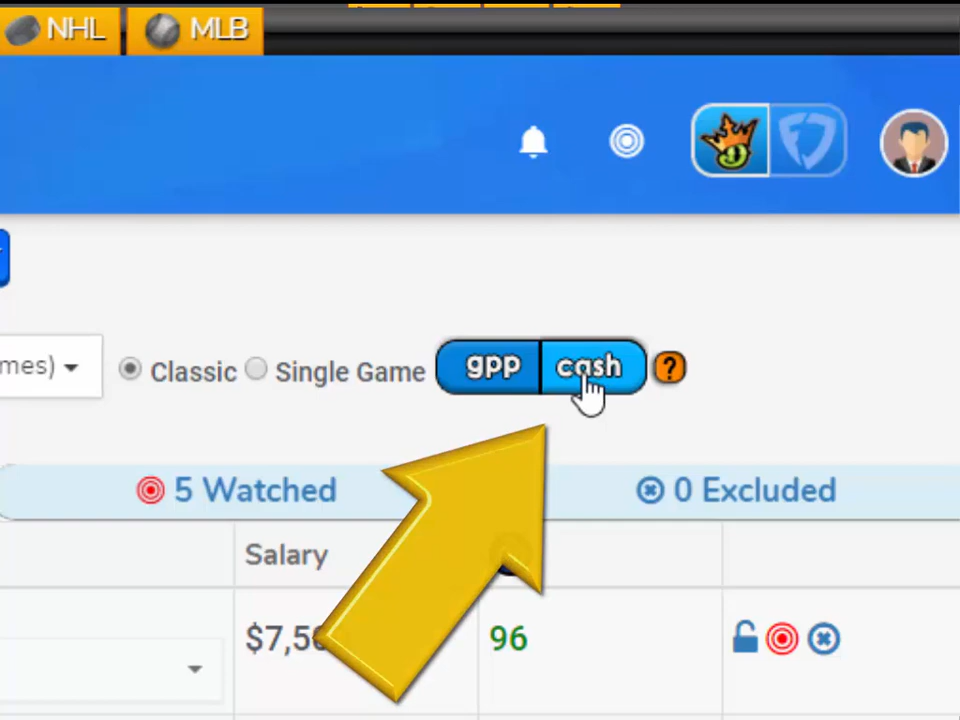 NHL MLB
mes)
Classic Single Game gpp cash ?
5 Watched 0 Excluded
Salary
$7,5
96